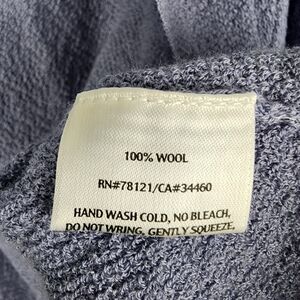 100% WOOL
RN#78121/CA#34460
HAND WASH COLD, NO BLEACH,
DO NOT WRING, GENTLY SQUEEZE,